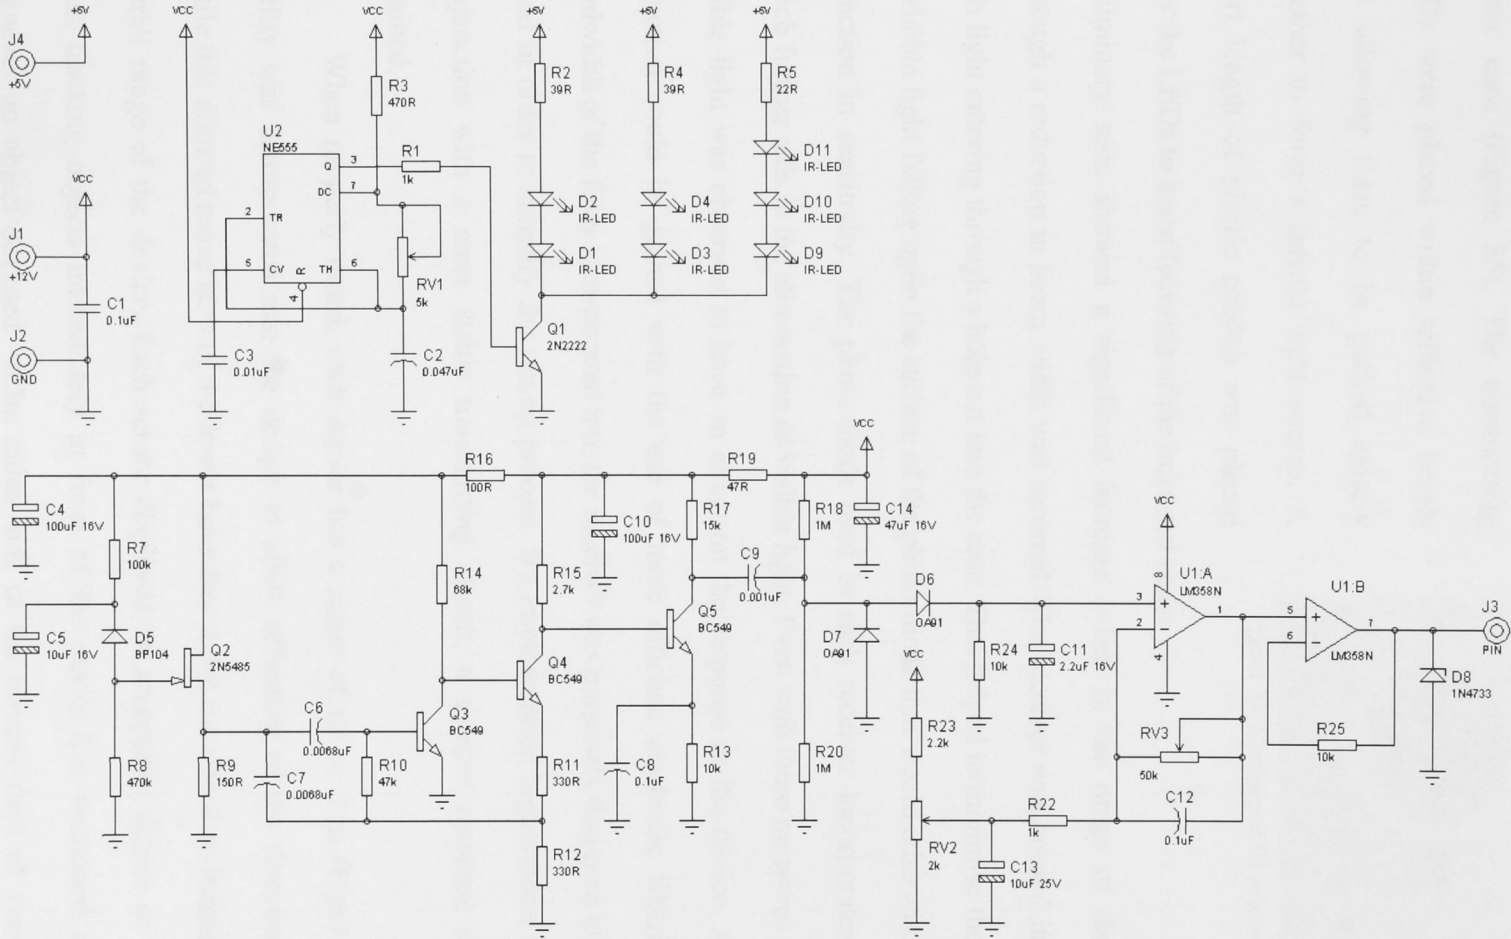 J4
+5V
+5V
VCC
VCC
R3
470R
+5V
R2
39R
+5V
R4
39R
+5V
R5
22R
U2
NE555
Q
3
DC
7
2
TR
5
CV
R
4
TH
6
R1
1k
RV1
5k
C3
0.01uF
C2
0.047uF
VCC
J1
+12V
C1
0.1uF
J2
GND
D2
IR-LED
D1
IR-LED
D4
IR-LED
D3
IR-LED
D11
IR-LED
D10
IR-LED
D9
IR-LED
Q1
2N2222
C4
100uF 16V
R7
100k
C5
10uF 16V
D5
BP104
Q2
2N5485
R8
470k
R9
150R
C6
0.0068uF
C7
0.0068uF
R10
47k
R14
68k
Q3
BC549
R16
100R
R15
2.7k
Q4
BC549
R11
330R
R12
330R
C10
100uF 16V
R17
15k
Q5
BC549
C8
0.1uF
R13
10k
R19
47R
C9
0.001uF
R18
1M
R20
1M
VCC
C14
47uF 16V
D7
OA91
D6
OA91
R24
10k
C11
2.2uF 16V
VCC
R23
2.2k
RV2
2k
C13
10uF 25V
R22
1k
VCC
8
U1:A
LM358N
3
+
2
−
1
4
RV3
50k
C12
0.1uF
U1:B
LM358N
5
+
6
−
7
R25
10k
D8
1N4733
J3
PIN